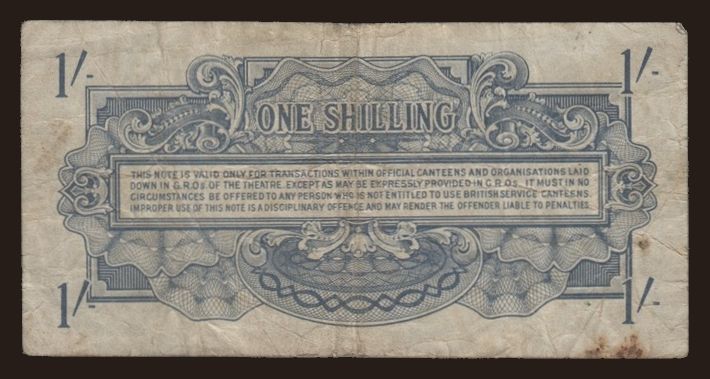 1/- 1/-
ONE SHILLING
THIS NOTE IS VALID ONLY FOR TRANSACTIONS WITHIN OFFICIAL CANTEENS AND ORGANISATIONS LAID
DOWN IN G.R.Os. OF THE THEATRE. EXCEPT AS MAY BE EXPRESSLY PROVIDED IN G.R.Os., IT MUST IN NO
CIRCUMSTANCES BE OFFERED TO ANY PERSON WHO IS NOT ENTITLED TO USE BRITISH SERVICE CANTEENS.
IMPROPER USE OF THIS NOTE IS A DISCIPLINARY OFFENCE AND MAY RENDER THE OFFENDER LIABLE TO PENALTIES.
1/- 1/-